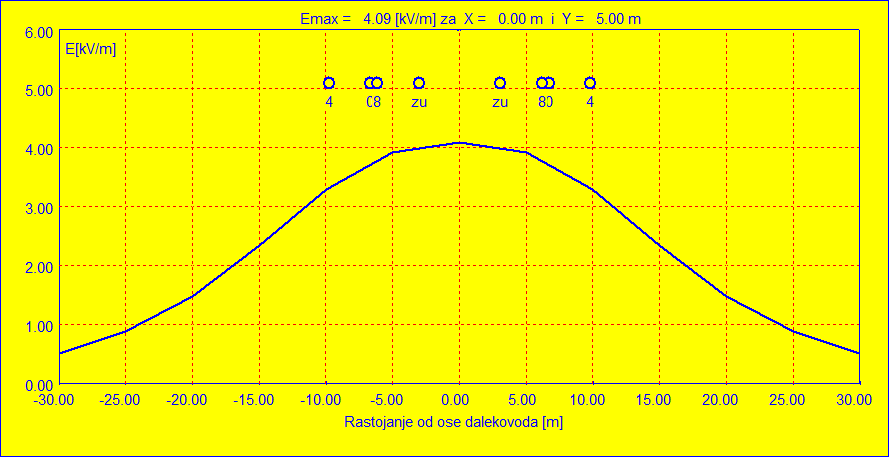 Emax = 4.09 [kV/m] za X = 0.00 m i Y = 5.00 m
6.00
E[kV/m]
5.00
4 08 zu zu 80 4
4.00
3.00
2.00
1.00
0.00
-30.00 -25.00 -20.00 -15.00 -10.00 -5.00 0.00 5.00 10.00 15.00 20.00 25.00 30.00
Rastojanje od ose dalekovoda [m]